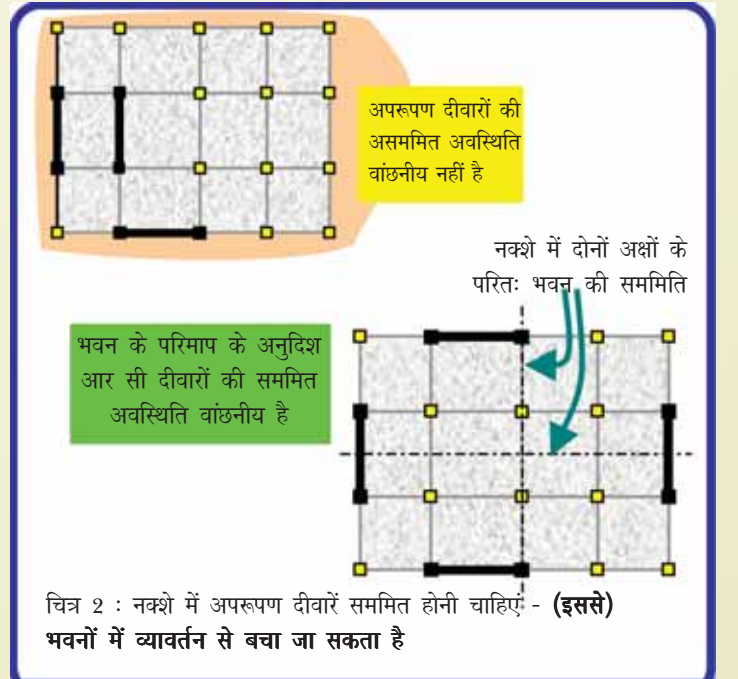 अपरूपण दीवारों की
असममित अवस्थिति
वांछनीय नहीं है
नक्शे में दोनों अक्षों के
परितः भवन की सममिति
भवन के परिमाप के अनुदिश
आर सी दीवारों की सममित
अवस्थिति वांछनीय है
चित्र 2 : नक्शे में अपरूपण दीवारें सममित होनी चाहिएं - (इससे)
भवनों में व्यावर्तन से बचा जा सकता है